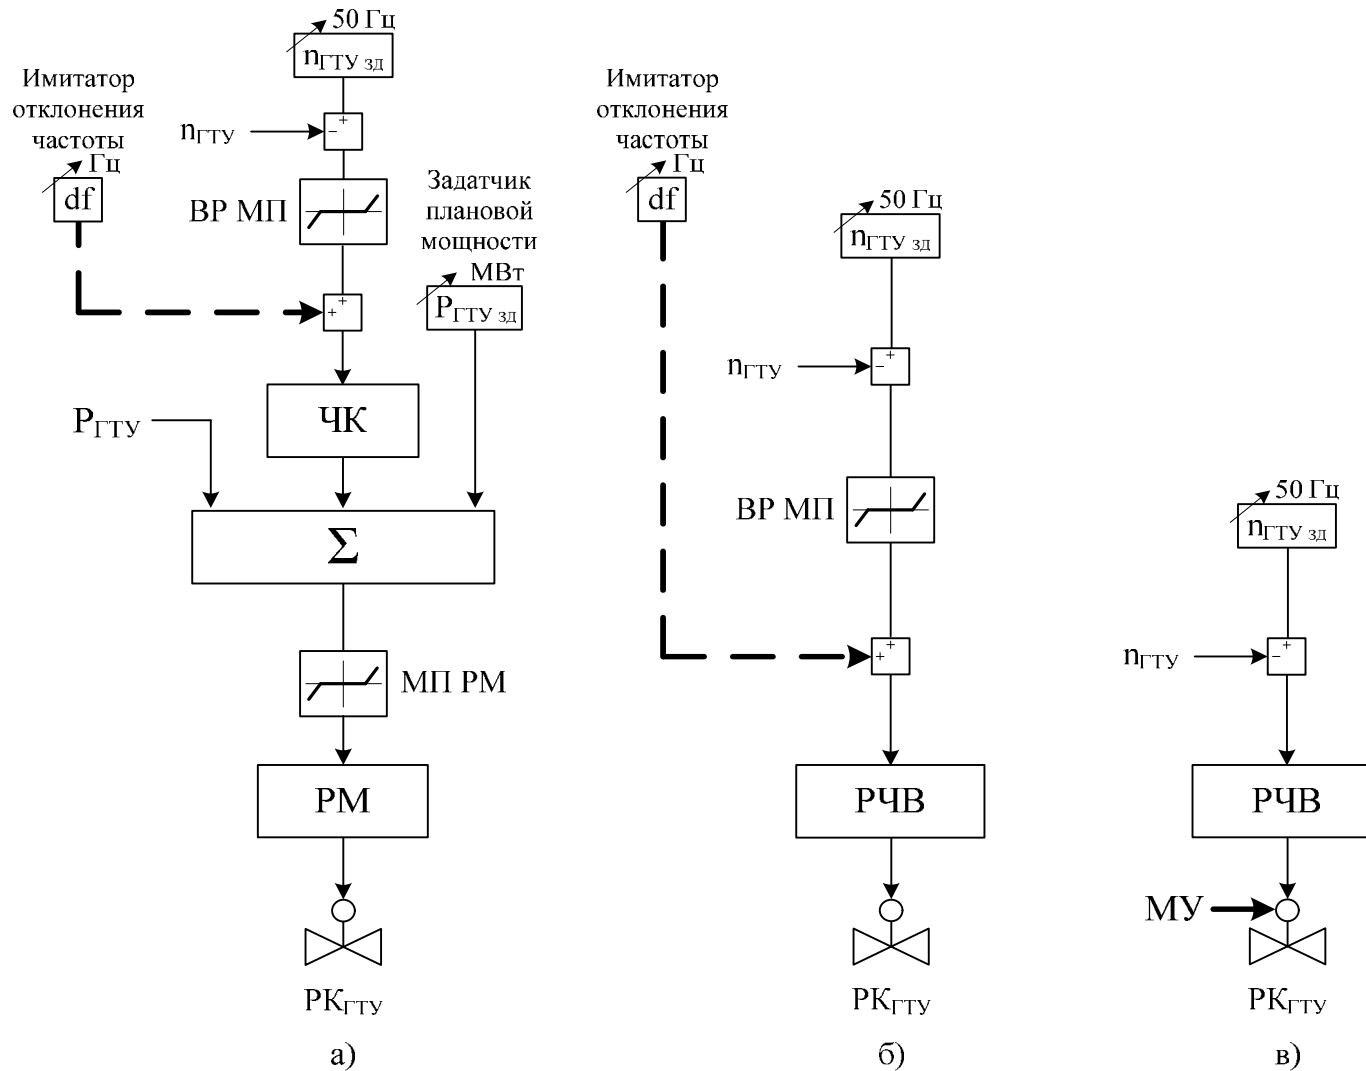 50 Гц
nГТУ зд
Имитатор
отклонения
частоты
Гц
df
nГТУ
- +
ВР МП
Задатчик
плановой
мощности
МВт
PГТУ зд
+ +
ЧК
PГТУ
Σ
МП РМ
РМ
РКГТУ
а)
Имитатор
отклонения
частоты
Гц
df
50 Гц
nГТУ зд
nГТУ
- +
ВР МП
+ +
РЧВ
РКГТУ
б)
50 Гц
nГТУ зд
nГТУ
- +
РЧВ
МУ
РКГТУ
в)